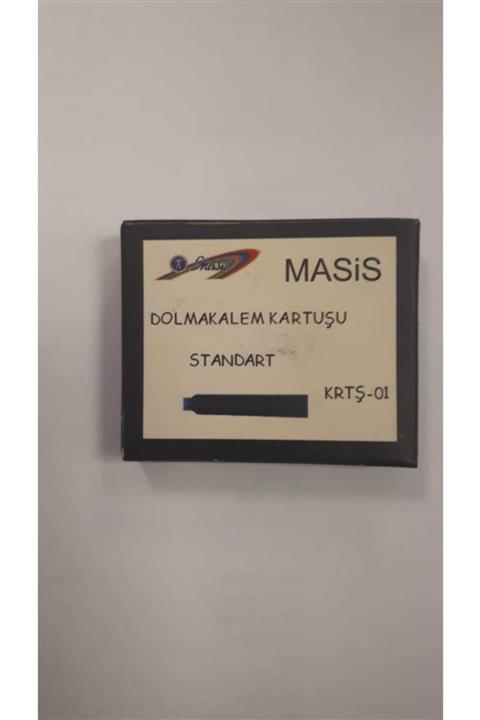 Masis MASiS
DOLMAKALEM KARTUŞU
STANDART
KRTŞ-01